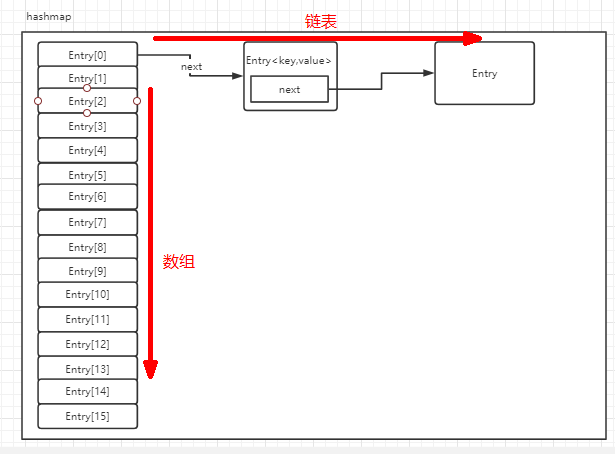 hashmap
链表
Entry[0]
next
Entry<key,value>
next
Entry
Entry[1]
Entry[2]
Entry[3]
Entry[4]
Entry[5]
Entry[6]
Entry[7]
Entry[8]
数组
Entry[9]
Entry[10]
Entry[11]
Entry[12]
Entry[13]
Entry[14]
Entry[15]